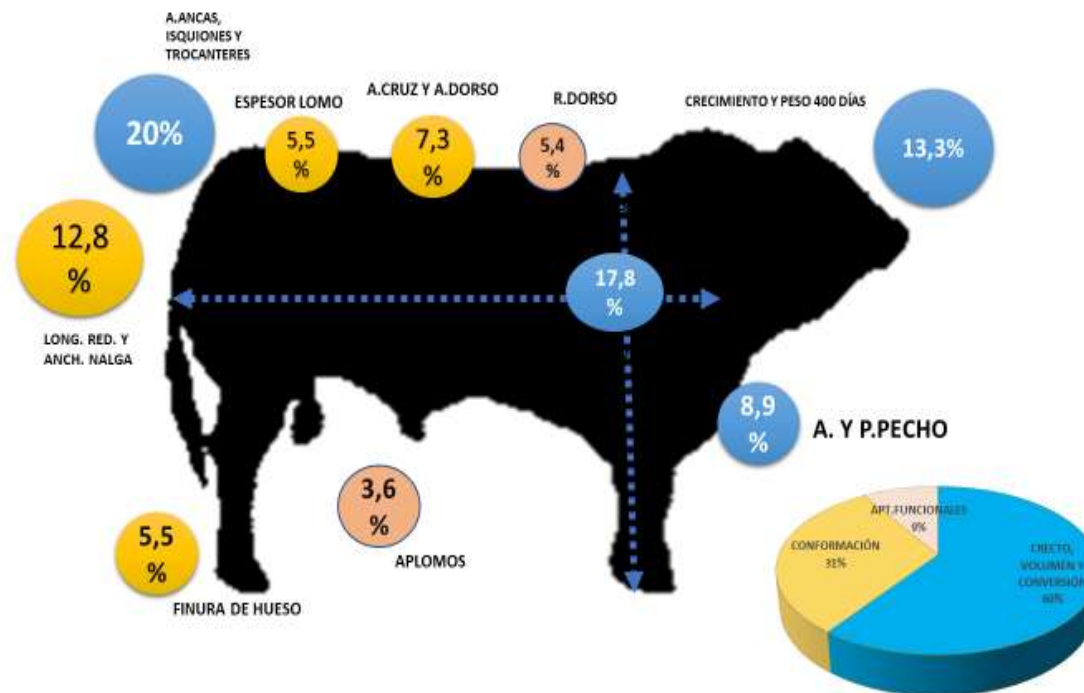 A.ANCAS,
ISQUIONES Y
TROCANTERES
20%
ESPESOR LOMO
5,5
%
A.CRUZ Y A.DORSO
7,3
%
R.DORSO
5,4
%
CRECIMIENTO Y PESO 400 DÍAS
13,3%
12,8
%
LONG. RED. Y
ANCH. NALGA
17,8
%
8,9
%
A. Y P.PECHO
3,6
%
APLOMOS
5,5
%
FINURA DE HUESO
APT.FUNCIONALES
9%
CONFORMACIÓN
31%
CRECTO,
VOLUMEN Y
CONVERSIÓN
60%